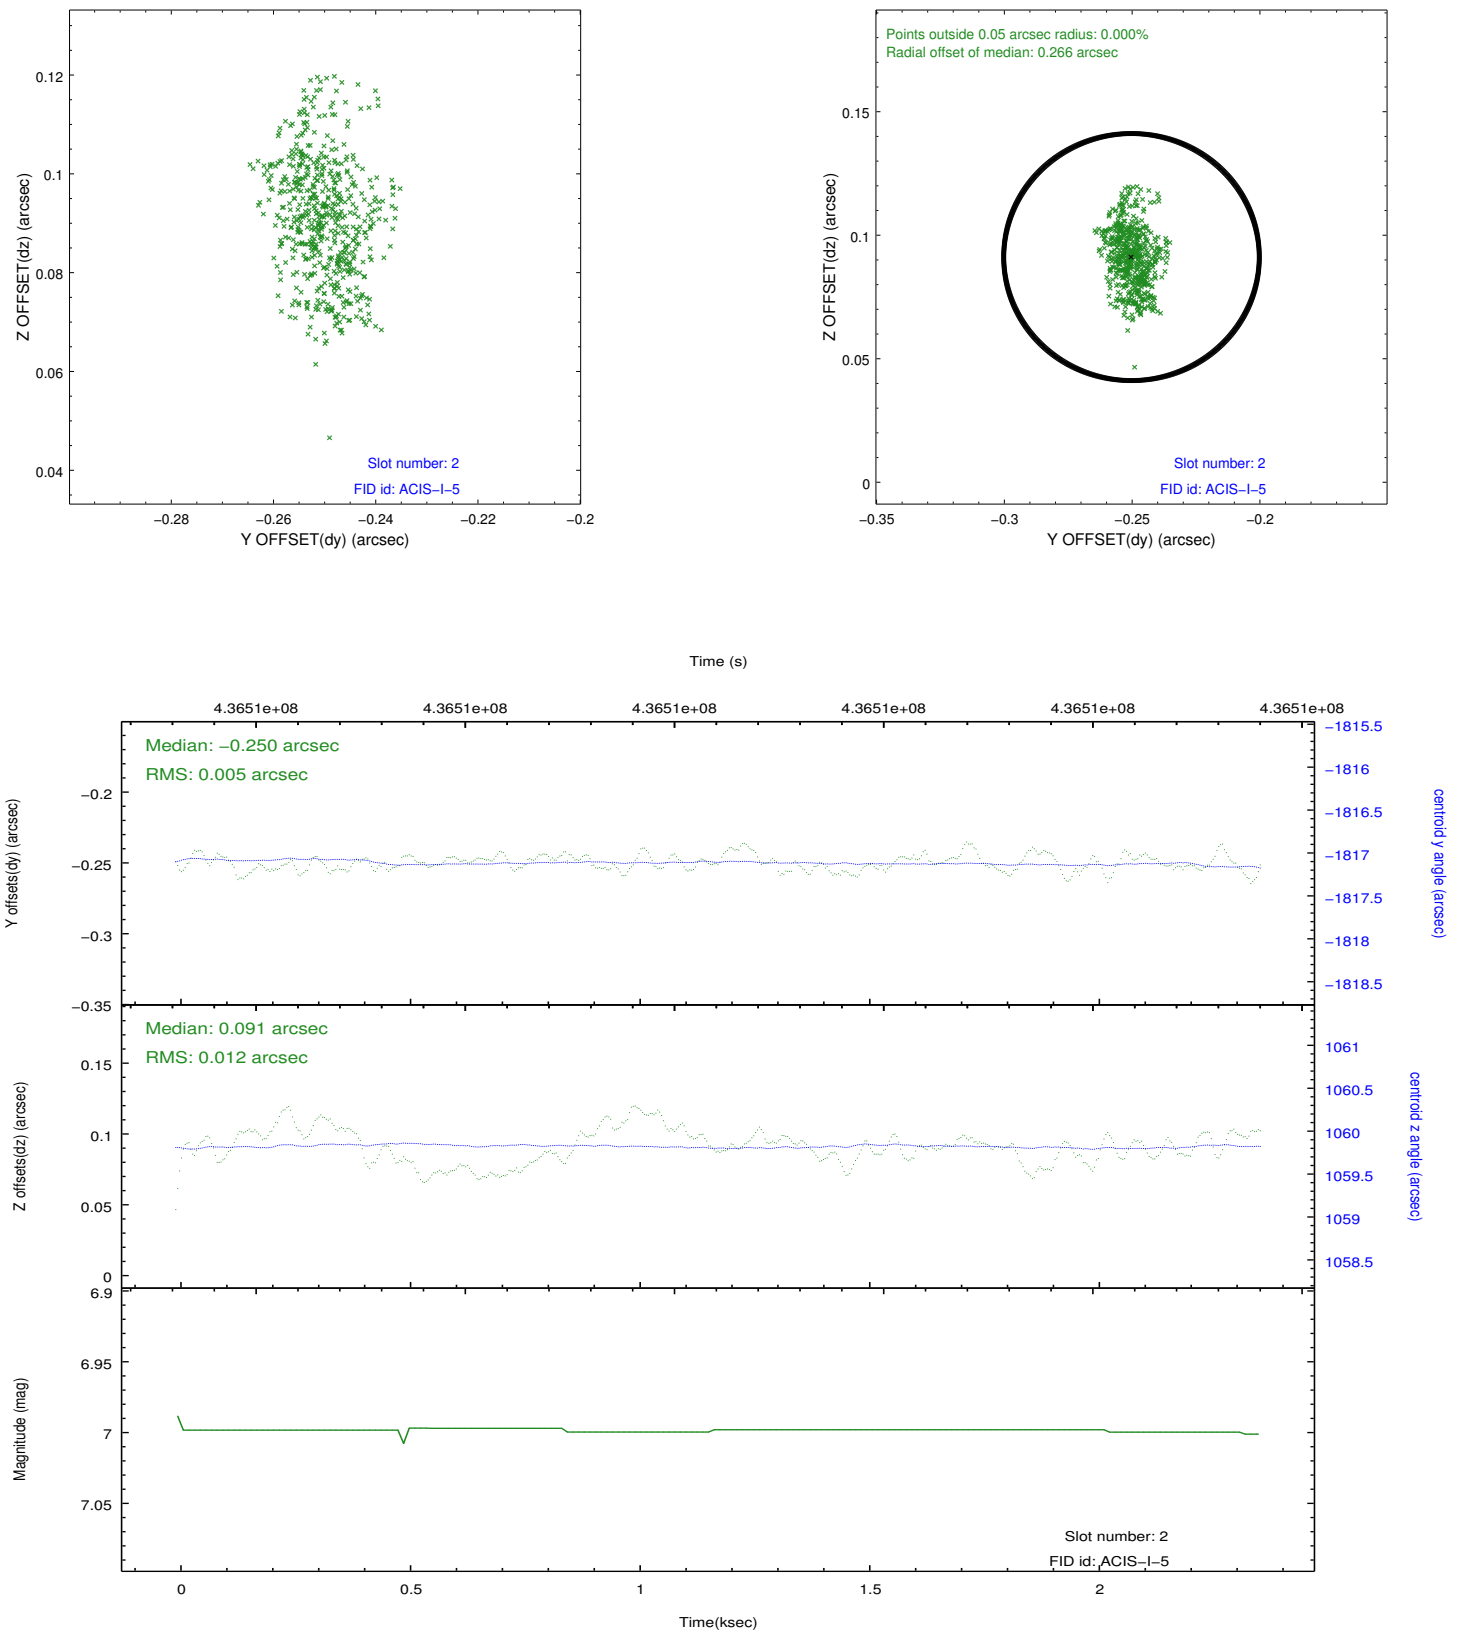 0.12
0.1
0.08
0.06
0.04
Z OFFSET(dz) (arcsec)
Slot number: 2
FID id: ACIS−I−5
−0.28 −0.26 −0.24 −0.22 −0.2
Y OFFSET(dy) (arcsec)
Points outside 0.05 arcsec radius: 0.000%
Radial offset of median: 0.266 arcsec
0.15
0.1
0.05
0
Z OFFSET(dz) (arcsec)
Slot number: 2
FID id: ACIS−I−5
−0.35 −0.3 −0.25 −0.2
Y OFFSET(dy) (arcsec)
Time (s)
4.3651e+08 4.3651e+08 4.3651e+08 4.3651e+08 4.3651e+08 4.3651e+08
Median: −0.250 arcsec
RMS: 0.005 arcsec
−0.2
−0.25
−0.3
−0.35
Y offsets(dy) (arcsec)
−1815.5
−1816
−1816.5
−1817
−1817.5
−1818
−1818.5
centroid y angle (arcsec)
Median: 0.091 arcsec
RMS: 0.012 arcsec
0.15
0.1
0.05
0
Z offsets(dz) (arcsec)
1061
1060.5
1060
1059.5
1059
1058.5
centroid z angle (arcsec)
6.9
6.95
7
7.05
Magnitude (mag)
Slot number: 2
FID id: ACIS−I−5
0 0.5 1 1.5 2
Time(ksec)